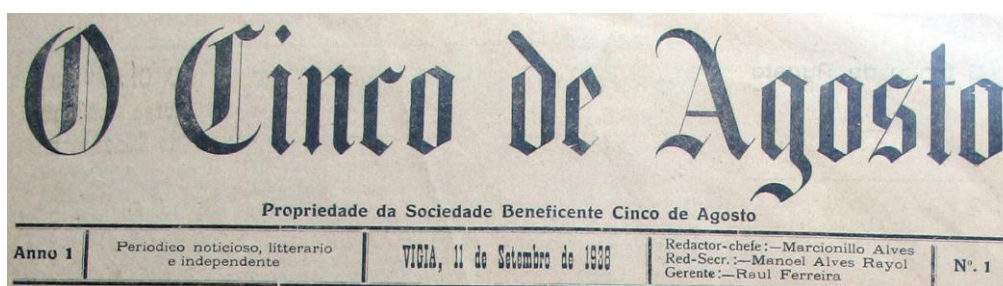 O Cinco de Agosto
Propriedade da Sociedade Beneficente Cinco de Agosto
Anno 1
Periodico noticioso, litterario
e independente
VIGIA, 11 de Setembro de 1938
Redactor-chefe:—Marcionillo Alves
Red-Secr.:—Manoel Alves Rayol
Gerente:—Raul Ferreira
Nº. 1